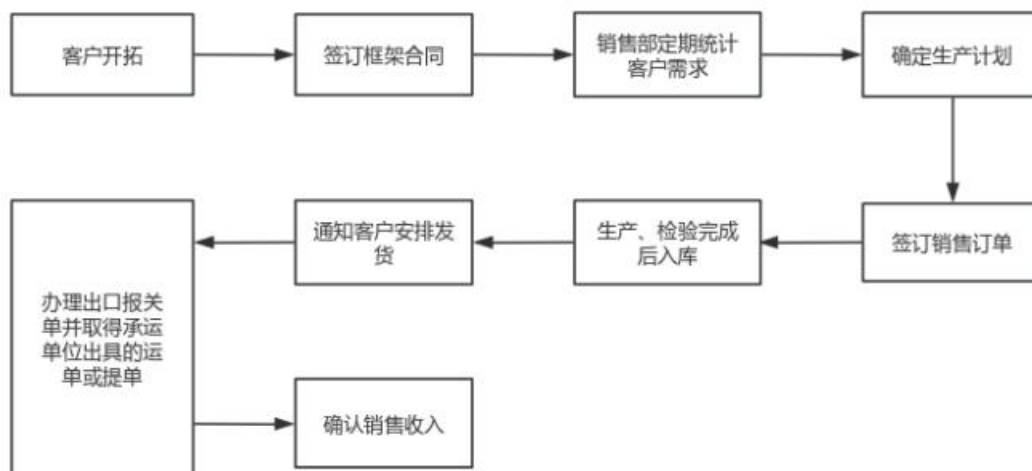 客户开拓
签订框架合同
销售部定期统计
客户需求
确定生产计划
签订销售订单
生产、检验完成
后入库
通知客户安排发
货
办理出口报关
单并取得承运
单位出具的运
单或提单
确认销售收入